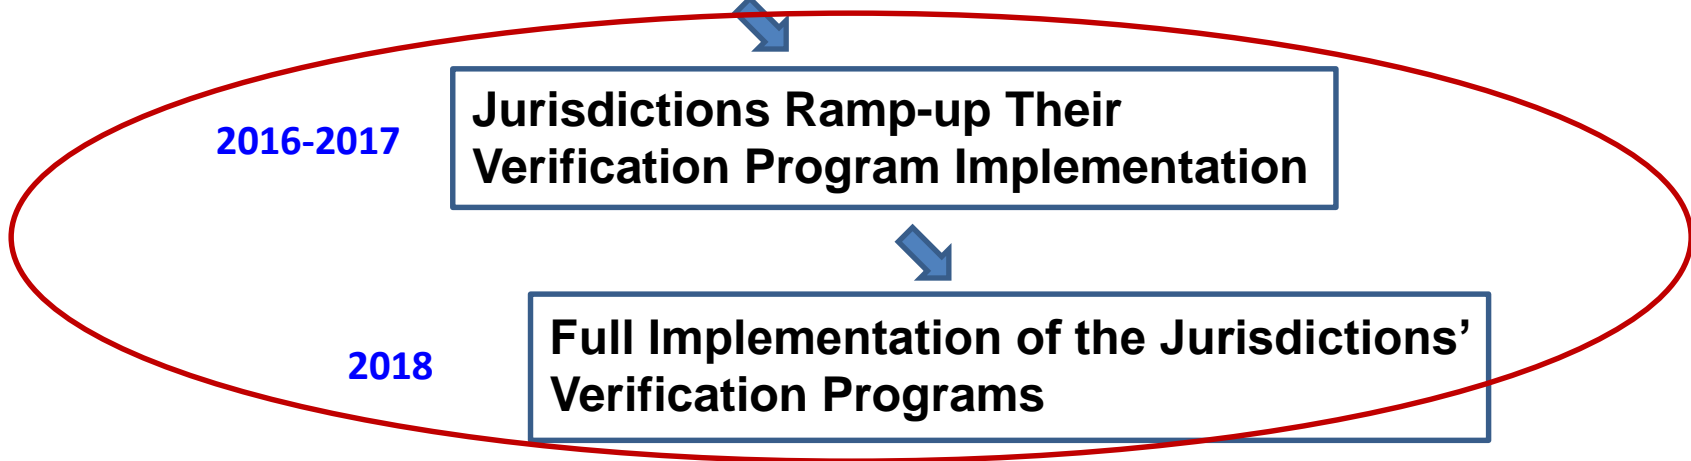 2016-2017
Jurisdictions Ramp-up Their
Verification Program Implementation
2018
Full Implementation of the Jurisdictions’
Verification Programs